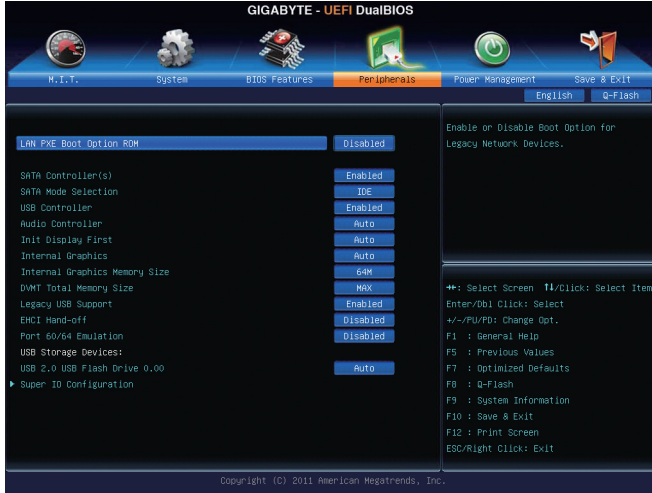 GIGABYTE - UEFI DualBIOS
M.I.T. System BIOS Features Peripherals Power Management Save & Exit
English Q-Flash
LAN PXE Boot Option ROM Disabled
SATA Controller(s) Enabled
SATA Mode Selection IDE
USB Controller Enabled
Audio Controller Auto
Init Display First Auto
Internal Graphics Auto
Internal Graphics Memory Size 64M
DVMT Total Memory Size MAX
Legacy USB Support Enabled
EHCI Hand-off Disabled
Port 60/64 Emulation Disabled
USB Storage Devices:
USB 2.0 USB Flash Drive 0.00 Auto
Super IO Configuration
Enable or Disable Boot Option for
Legacy Network Devices.
→←: Select Screen ↑↓/Click: Select Item
Enter/Dbl Click: Select
+/-/PU/PD: Change Opt.
F1 : General Help
F5 : Previous Values
F7 : Optimized Defaults
F8 : Q-Flash
F9 : System Information
F10 : Save & Exit
F12 : Print Screen
ESC/Right Click: Exit
Copyright (C) 2011 American Megatrends, Inc.